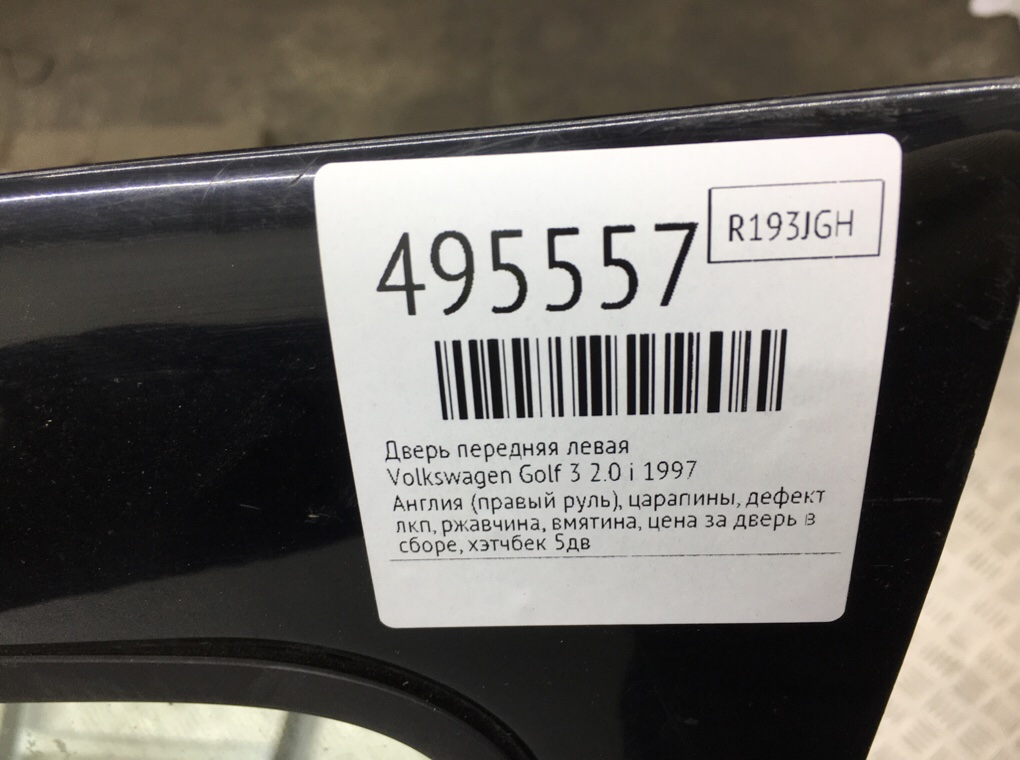 495557
R193JGH
Дверь передняя левая
Volkswagen Golf 3 2.0 i 1997
Англия (правый руль), царапины, дефект
лкп, ржавчина, вмятина, цена за дверь в
сборе, хэтчбек 5дв